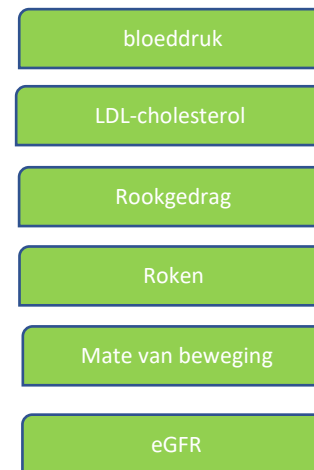 bloeddruk
LDL-cholesterol
Rookgedrag
Roken
Mate van beweging
eGFR